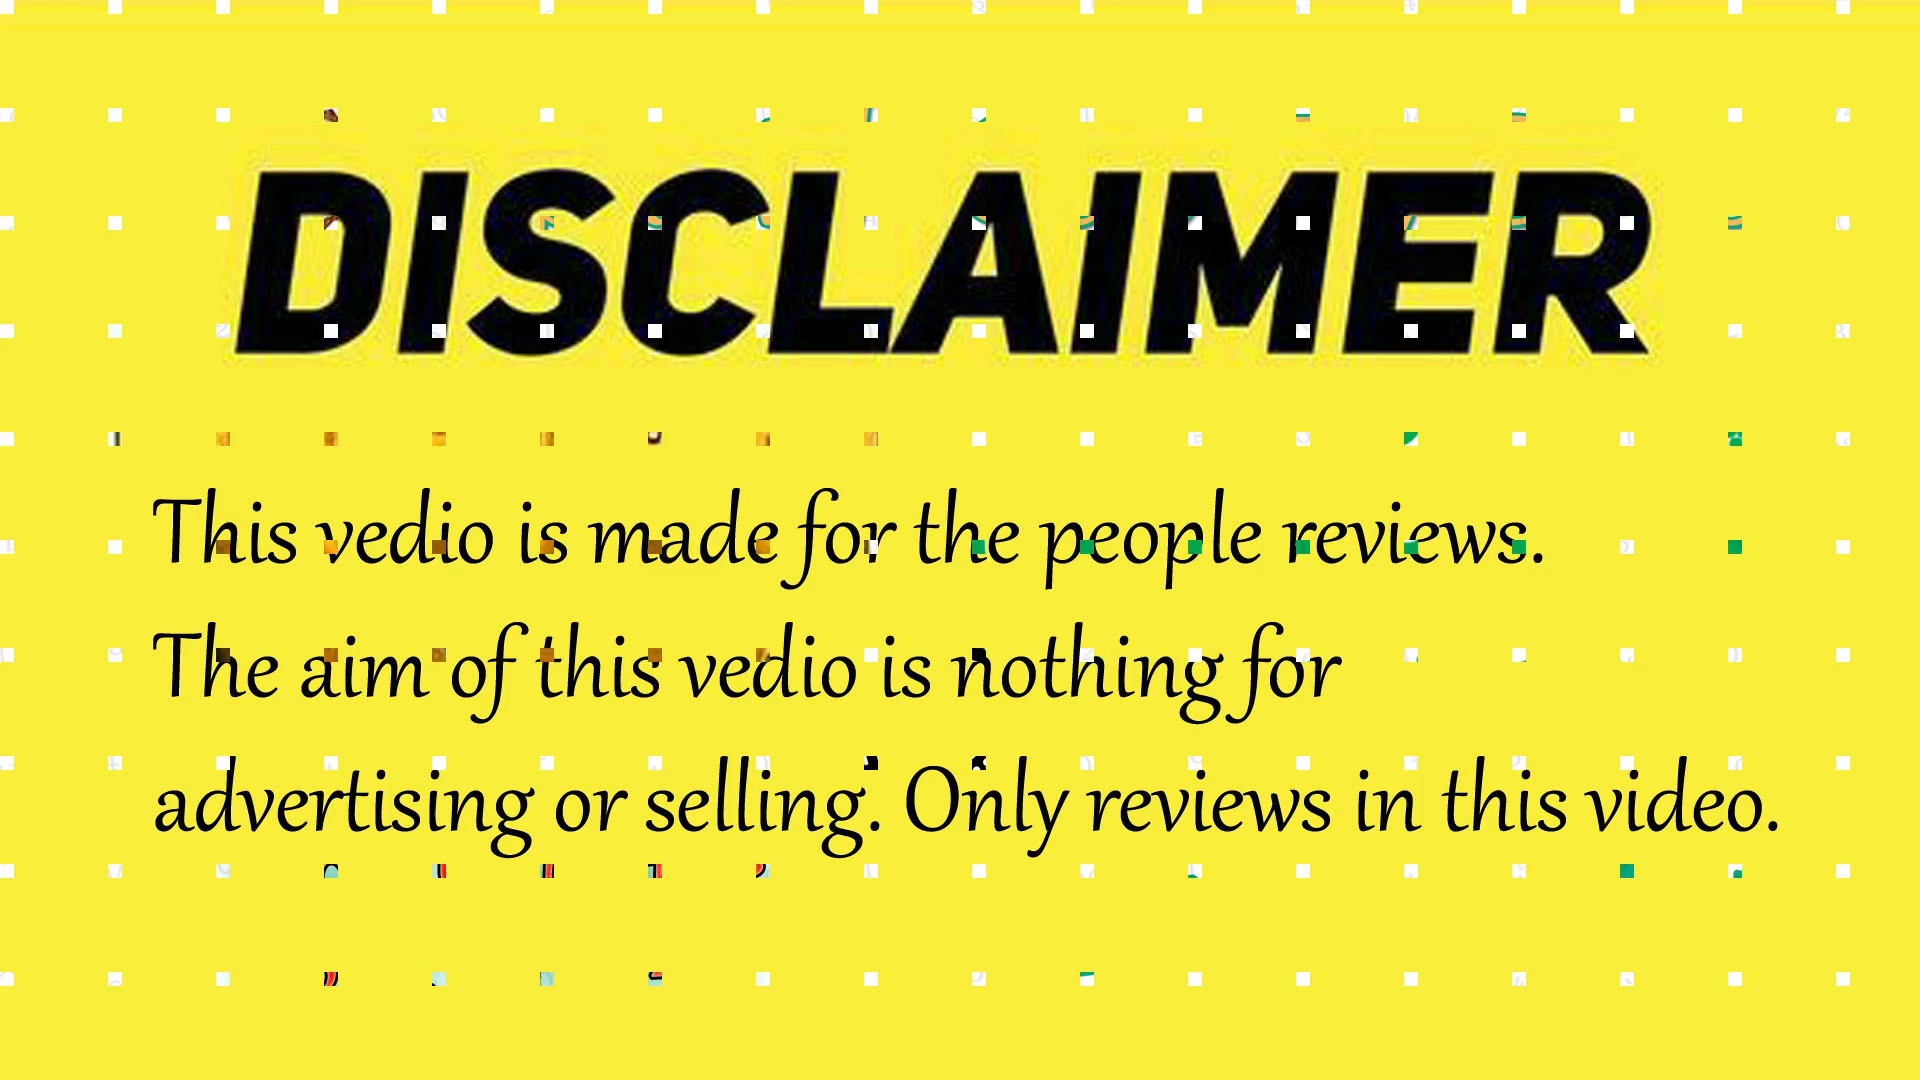 DISCLAIMER
This vedio is made for the people reviews.
The aim of this vedio is nothing for
advertising or selling. Only reviews in this video.